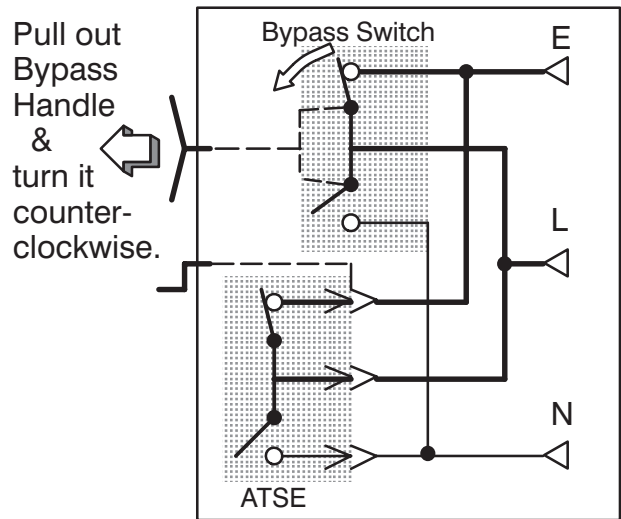 Pull out
Bypass
Handle
&
turn it
counter-
clockwise.
Bypass Switch
E
L
N
ATSE